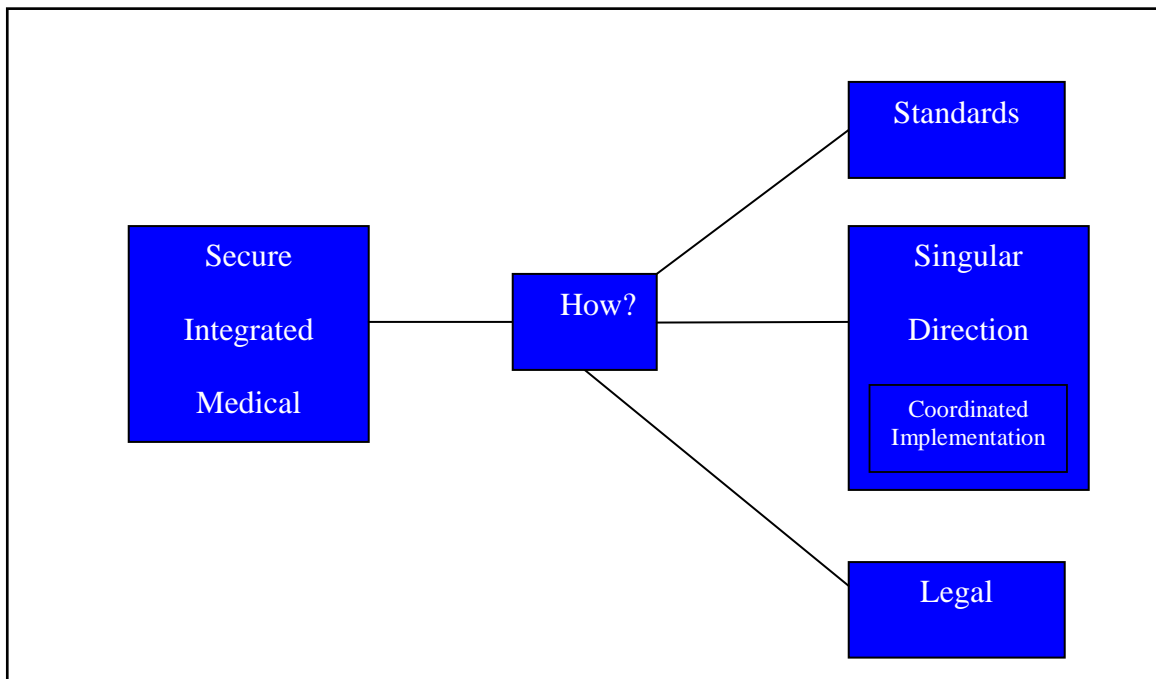 Secure
Integrated
Medical
How?
Standards
Singular
Direction
Coordinated
Implementation
Legal